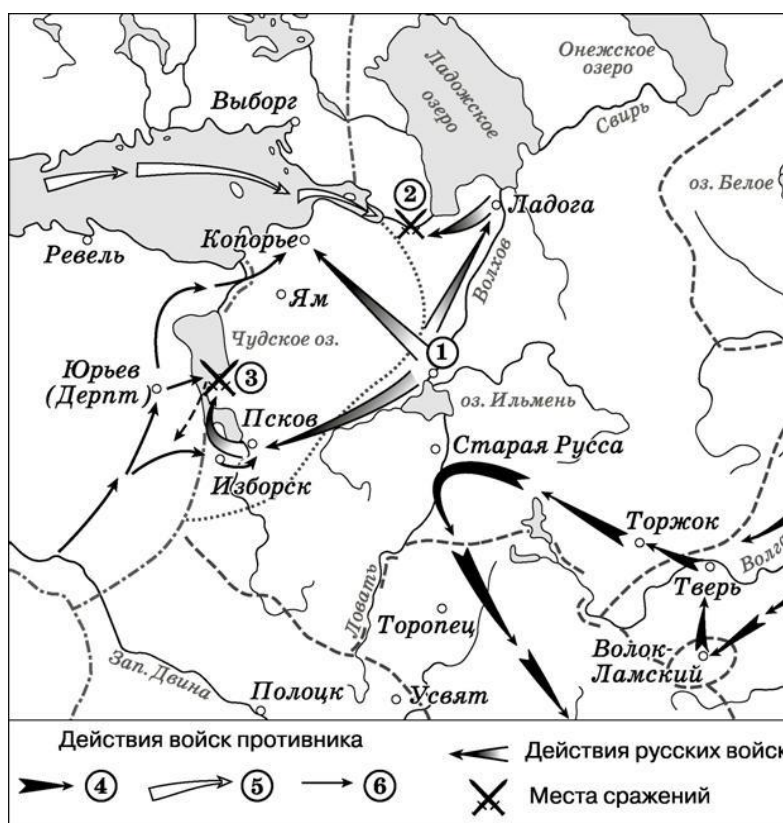 Онежское
озеро
Ладожское
озеро
Выборг
Свирь
оз. Белое
②
Ладога
Ревель
Копорье
Волхов
Ям
Чудское оз.
①
Юрьев
(Дерпт)
③
оз. Ильмень
Псков
Старая Русса
Изборск
Торжок
Волга
Тверь
Ловать
Торопец
Волок-
Ламский
Зап. Двина
Полоцк
Усвят
Действия войск противника
④
⑤
⑥
Действия русских войск
Места сражений